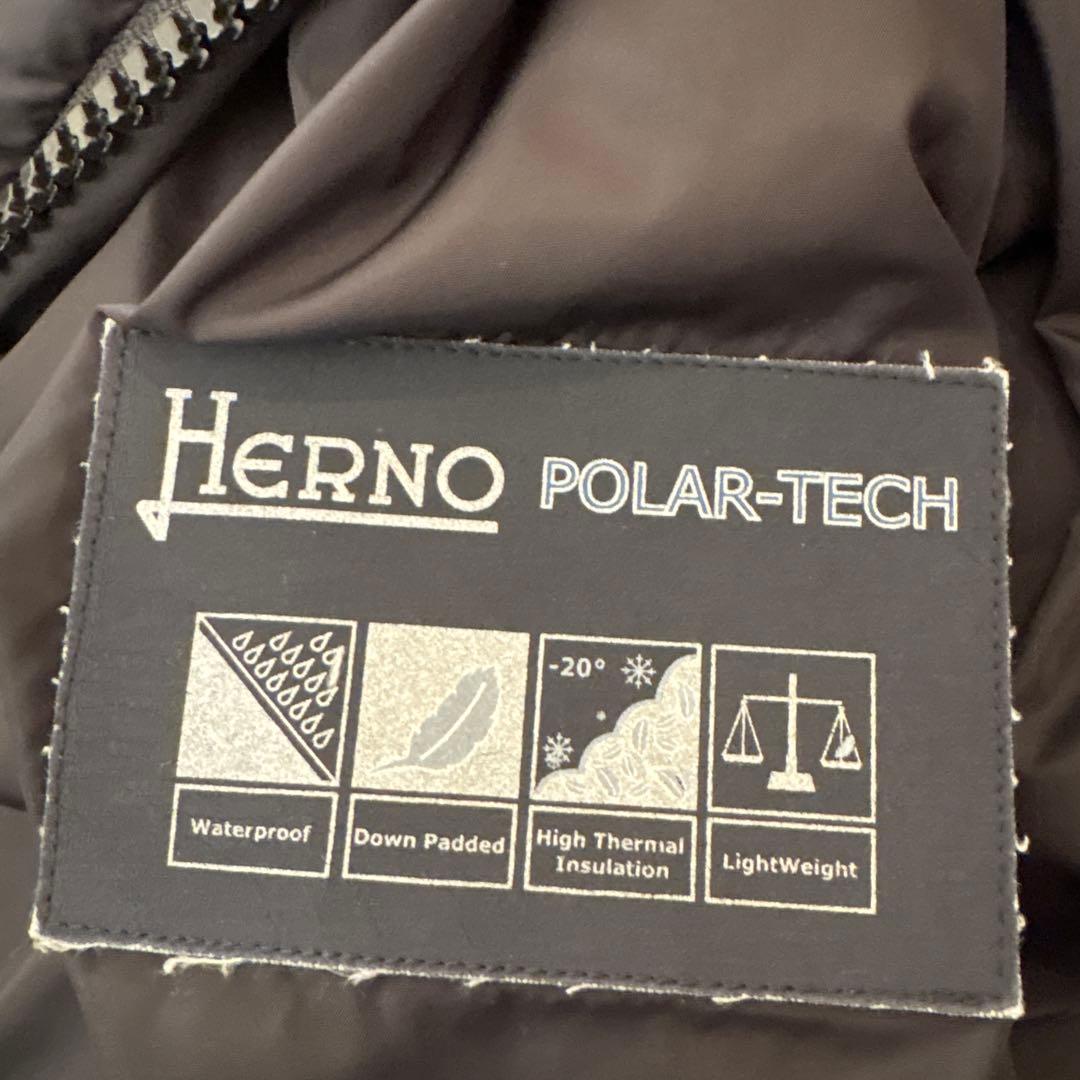 HERNO POLAR-TECH
-20°
Waterproof
Down Padded
High Thermal
Insulation
LightWeight